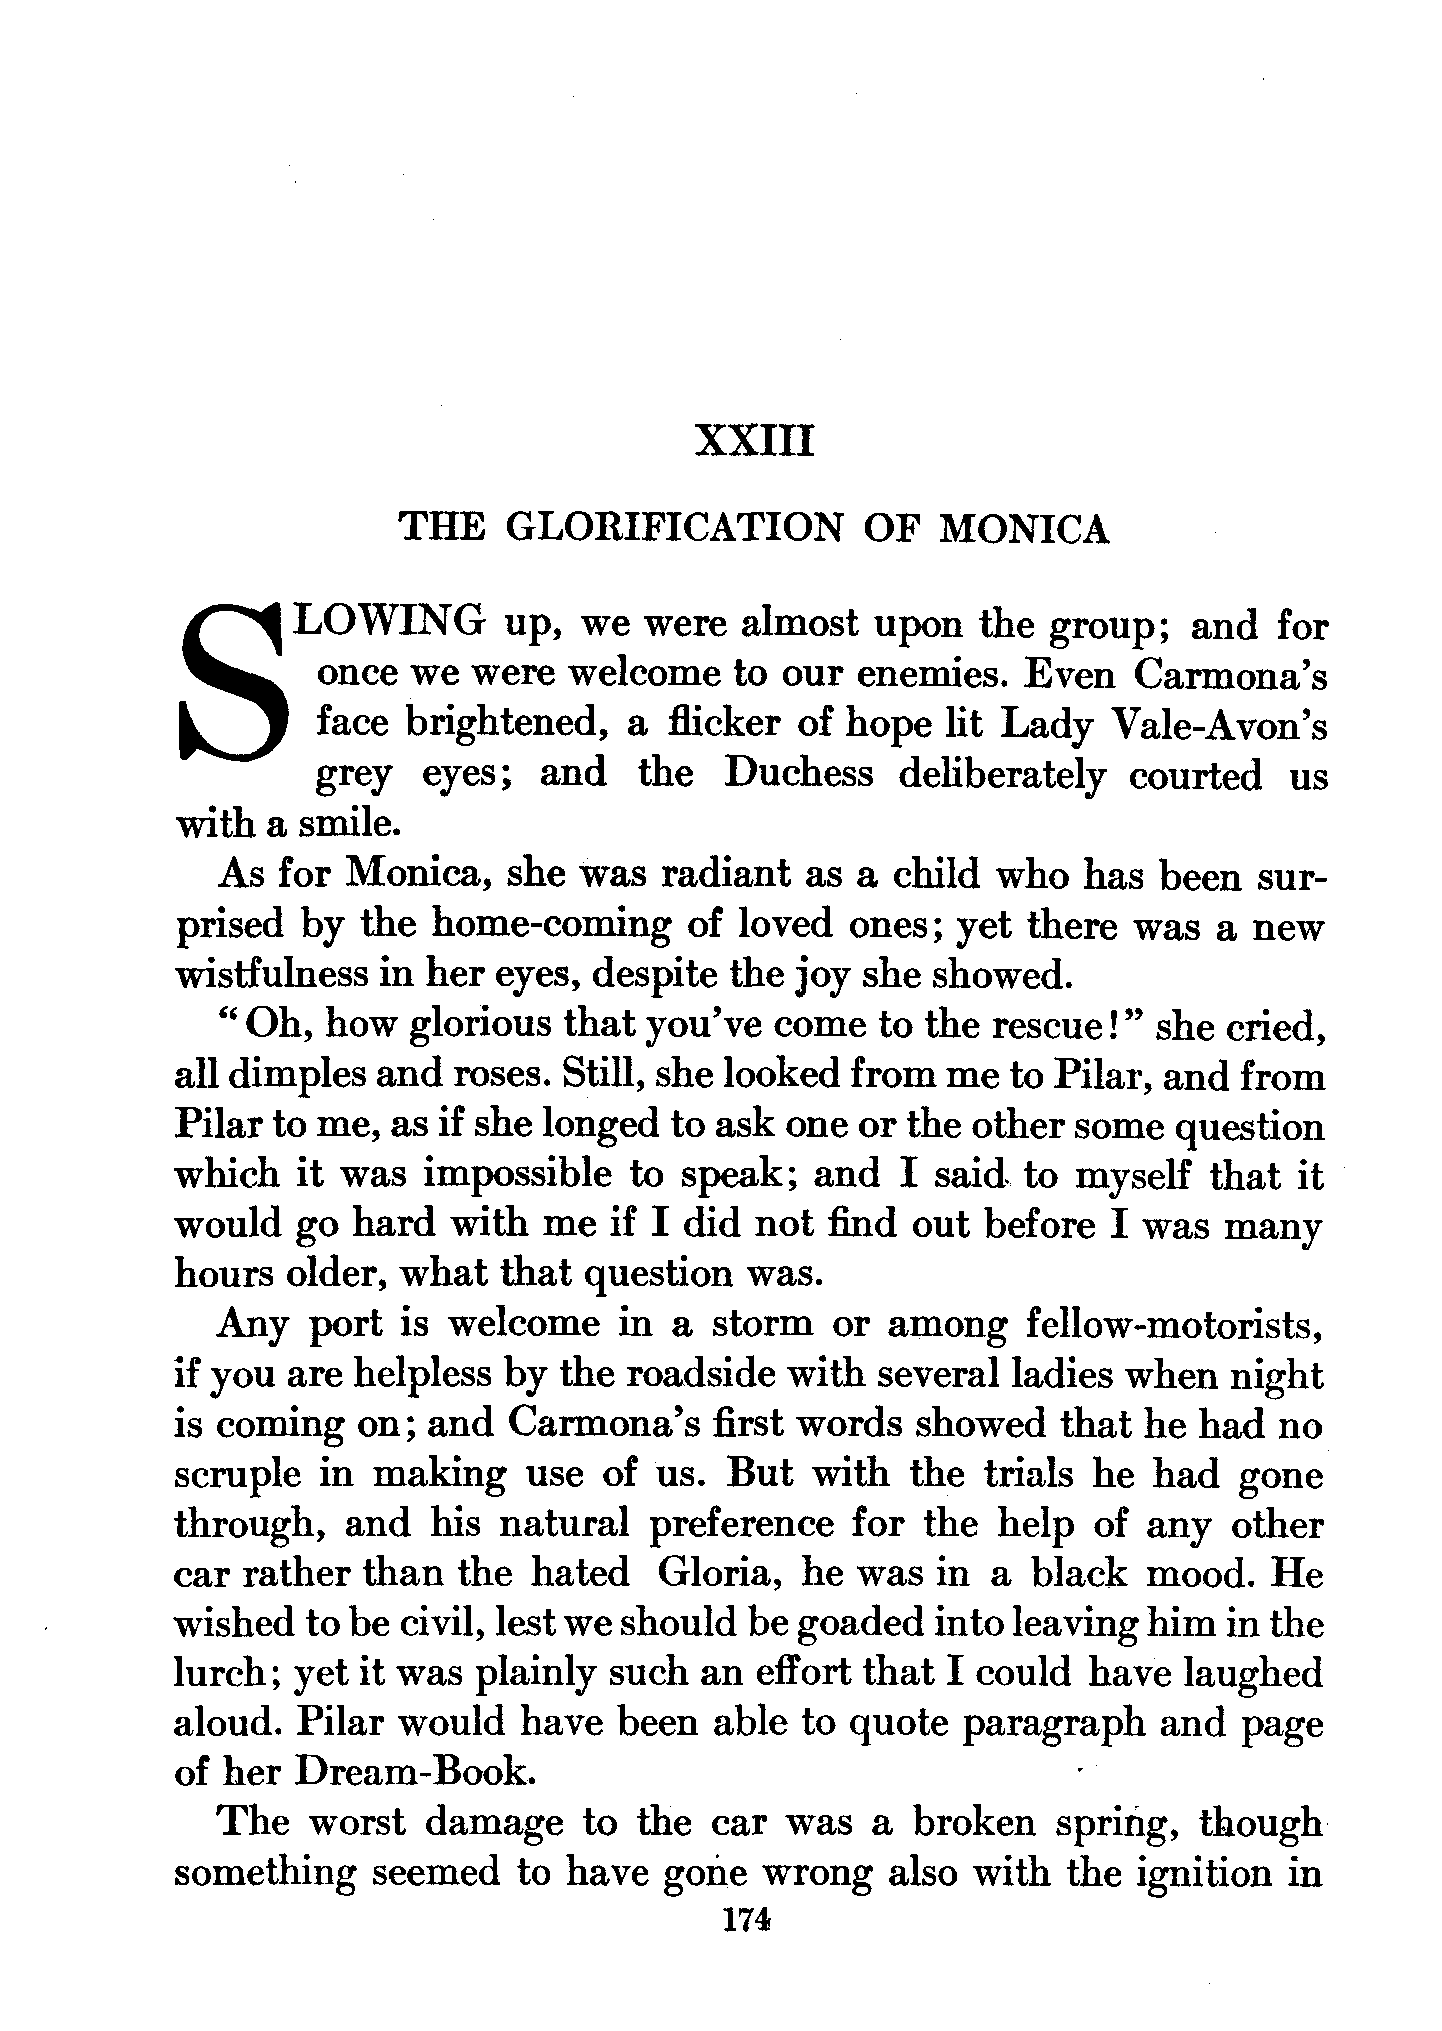 XXIII
THE GLORIFICATION OF MONICA
SLOWING up, we were almost upon the group; and for
once we were welcome to our enemies. Even Carmona's
face brightened, a flicker of hope lit Lady Vale-Avon's
grey eyes; and the Duchess deliberately courted us
with a smile.
As for Monica, she was radiant as a child who has been sur-
prised by the home-coming of loved ones; yet there was a new
wistfulness in her eyes, despite the joy she showed.
"Oh, how glorious that you've come to the rescue!" she cried,
all dimples and roses. Still, she looked from me to Pilar, and from
Pilar to me, as if she longed to ask one or the other some question
which it was impossible to speak; and I said to myself that it
would go hard with me if I did not find out before I was many
hours older, what that question was.
Any port is welcome in a storm or among fellow-motorists,
if you are helpless by the roadside with several ladies when night
is coming on; and Carmona's first words showed that he had no
scruple in making use of us. But with the trials he had gone
through, and his natural preference for the help of any other
car rather than the hated Gloria, he was in a black mood. He
wished to be civil, lest we should be goaded into leaving him in the
lurch; yet it was plainly such an effort that I could have laughed
aloud. Pilar would have been able to quote paragraph and page
of her Dream-Book.
The worst damage to the car was a broken spring, though
something seemed to have gone wrong also with the ignition in
174